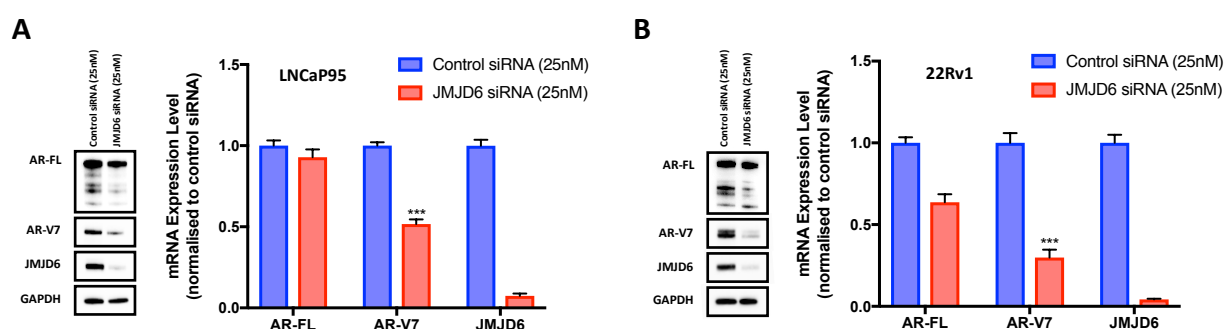 A
Control siRNA (25nM)
JMJD6 siRNA (25nM)
AR-FL
AR-V7
JMJD6
GAPDH
mRNA Expression Level
(normalised to control siRNA)
1.5
1.0
0.5
0.0
LNCaP95
Control siRNA (25nM)
JMJD6 siRNA (25nM)
***
AR-FL AR-V7 JMJD6
B
Control siRNA (25nM)
JMJD6 siRNA (25nM)
AR-FL
AR-V7
JMJD6
GAPDH
mRNA Expression Level
(normalised to control siRNA)
1.5
1.0
0.5
0.0
22Rv1
Control siRNA (25nM)
JMJD6 siRNA (25nM)
***
AR-FL AR-V7 JMJD6